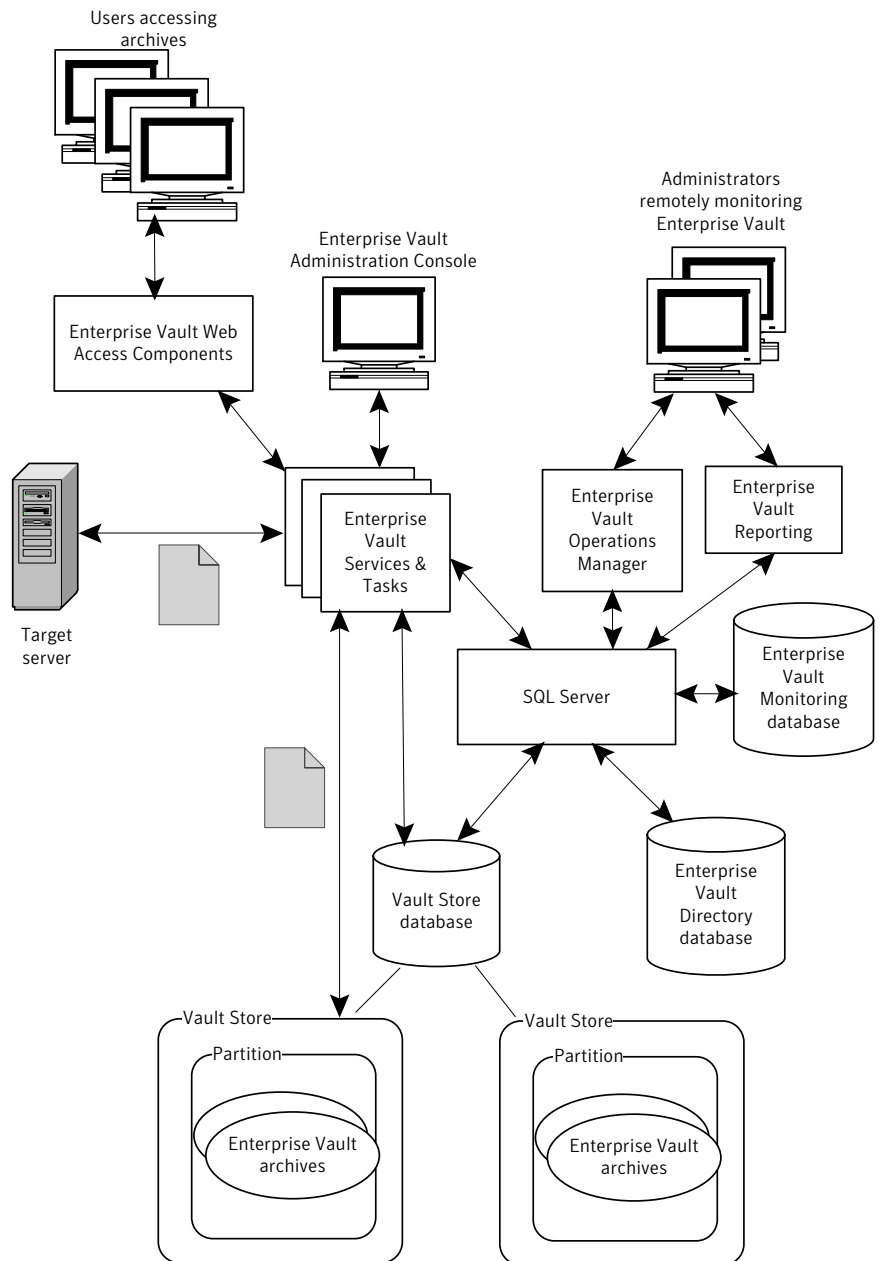 Users accessing
archives
Administrators
remotely monitoring
Enterprise Vault
Enterprise Vault
Administration Console
Enterprise Vault Web
Access Components
Enterprise
Vault
Services &
Tasks
Enterprise
Vault
Operations
Manager
Enterprise
Vault
Reporting
Target
server
SQL Server
Enterprise
Vault
Monitoring
database
Vault Store
database
Enterprise
Vault
Directory
database
Vault Store
Partition
Enterprise Vault
archives
Vault Store
Partition
Enterprise Vault
archives